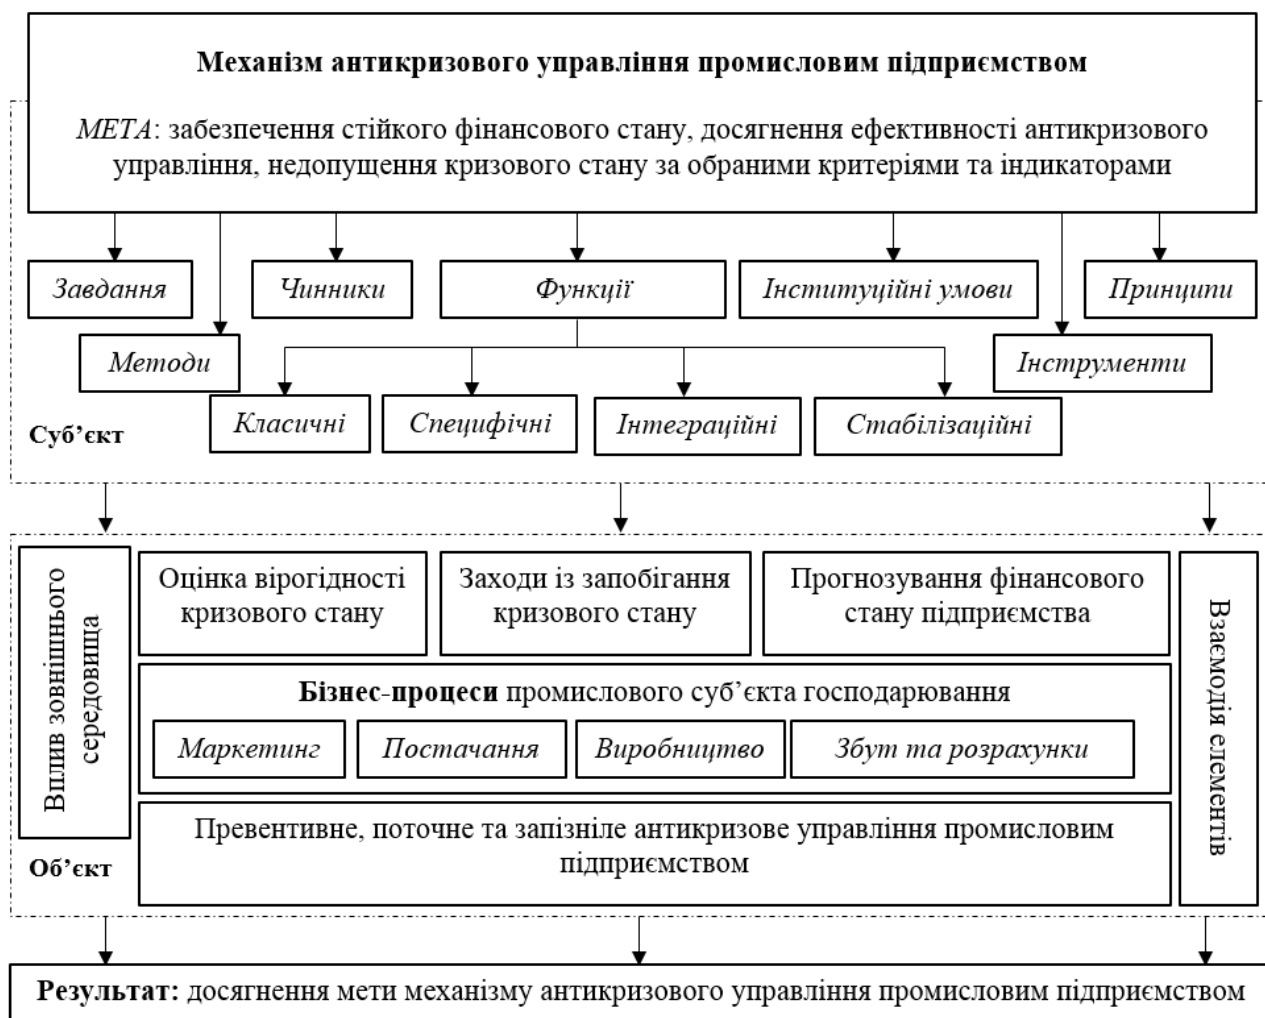 Механізм антикризового управління промисловим підприємством
МЕТА: забезпечення стійкого фінансового стану, досягнення ефективності антикризового
управління, недопущення кризового стану за обраними критеріями та індикаторами
Завдання
Чинники
Функції
Інституційні умови
Принципи
Методи
Інструменти
Класичні
Специфічні
Інтеграційні
Стабілізаційні
Суб’єкт
Вплив зовнішнього
середовища
Оцінка вірогідності
кризового стану
Заходи із запобігання
кризового стану
Прогнозування фінансового
стану підприємства
Взаємодія елементів
Бізнес-процеси промислового суб’єкта господарювання
Маркетинг
Постачання
Виробництво
Збут та розрахунки
Превентивне, поточне та запізніле антикризове управління промисловим
підприємством
Об’єкт
Результат: досягнення мети механізму антикризового управління промисловим підприємством